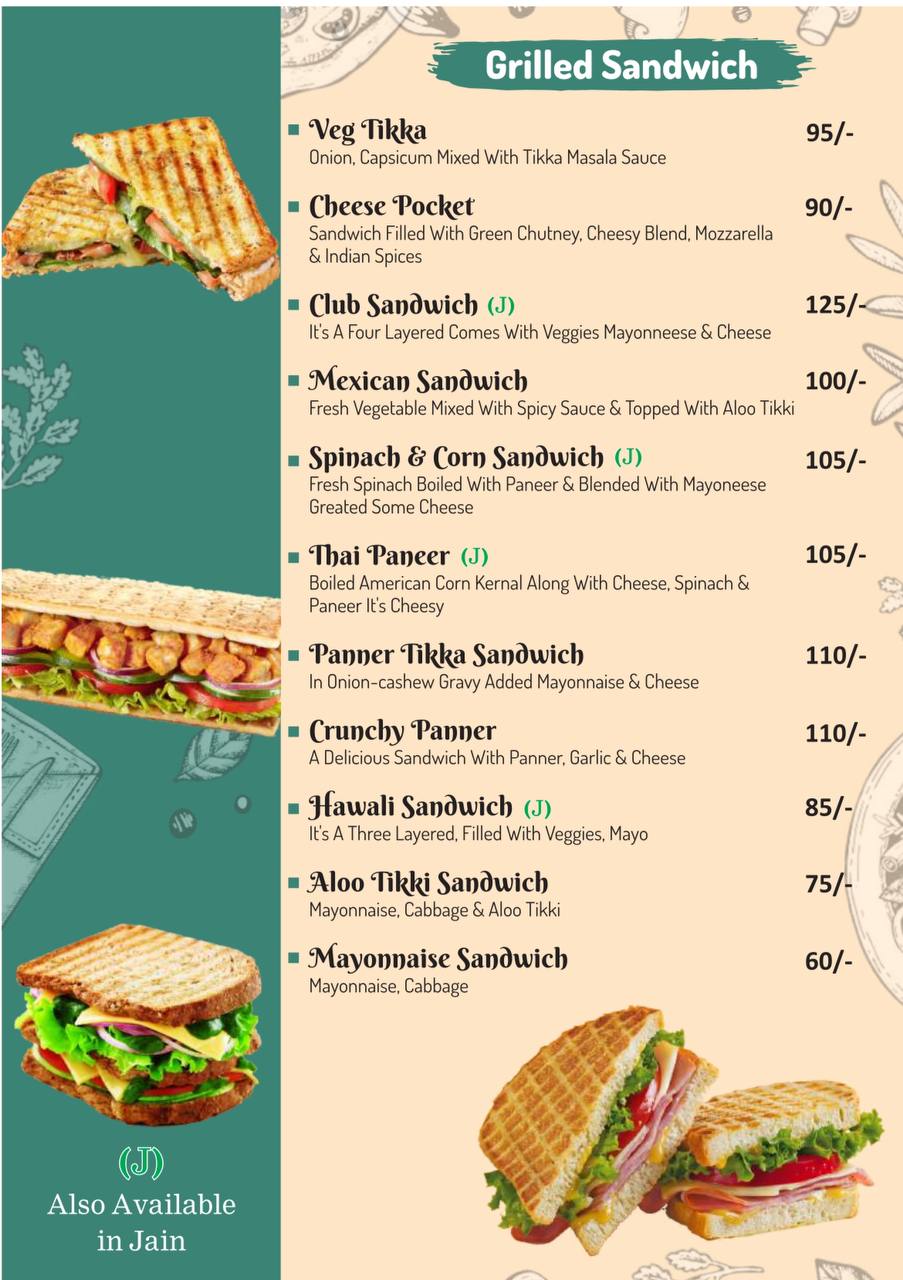 Grilled Sandwich
Veg Tikka 95/-
Onion, Capsicum Mixed With Tikka Masala Sauce
Cheese Pocket 90/-
Sandwich Filled With Green Chutney, Cheesy Blend, Mozzarella
& Indian Spices
Club Sandwich (J) 125/-
It's A Four Layered Comes With Veggies Mayonneese & Cheese
Mexican Sandwich 100/-
Fresh Vegetable Mixed With Spicy Sauce & Topped With Aloo Tikki
Spinach & Corn Sandwich (J) 105/-
Fresh Spinach Boiled With Paneer & Blended With Mayoneese
Greated Some Cheese
Thai Paneer (J) 105/-
Boiled American Corn Kernal Along With Cheese, Spinach &
Paneer It's Cheesy
Panner Tikka Sandwich 110/-
In Onion-cashew Gravy Added Mayonnaise & Cheese
Crunchy Panner 110/-
A Delicious Sandwich With Panner, Garlic & Cheese
Hawali Sandwich (J) 85/-
It's A Three Layered, Filled With Veggies, Mayo
Aloo Tikki Sandwich 75/-
Mayonnaise, Cabbage & Aloo Tikki
Mayonnaise Sandwich 60/-
Mayonnaise, Cabbage
(J)
Also Available
in Jain